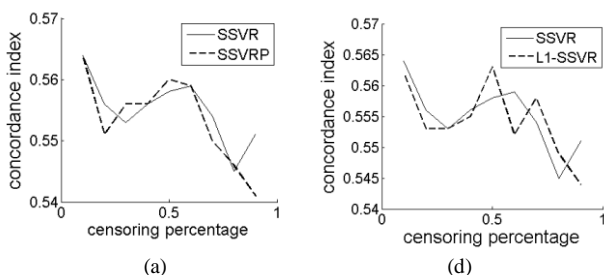 0.57
0.56
0.55
0.54
0
0.5
1
concordance index
censoring percentage
SSVR
SSVRP
(a)
0.57
0.565
0.56
0.555
0.55
0.545
0.54
0
0.5
1
concordance index
censoring percentage
SSVR
L1-SSVR
(d)